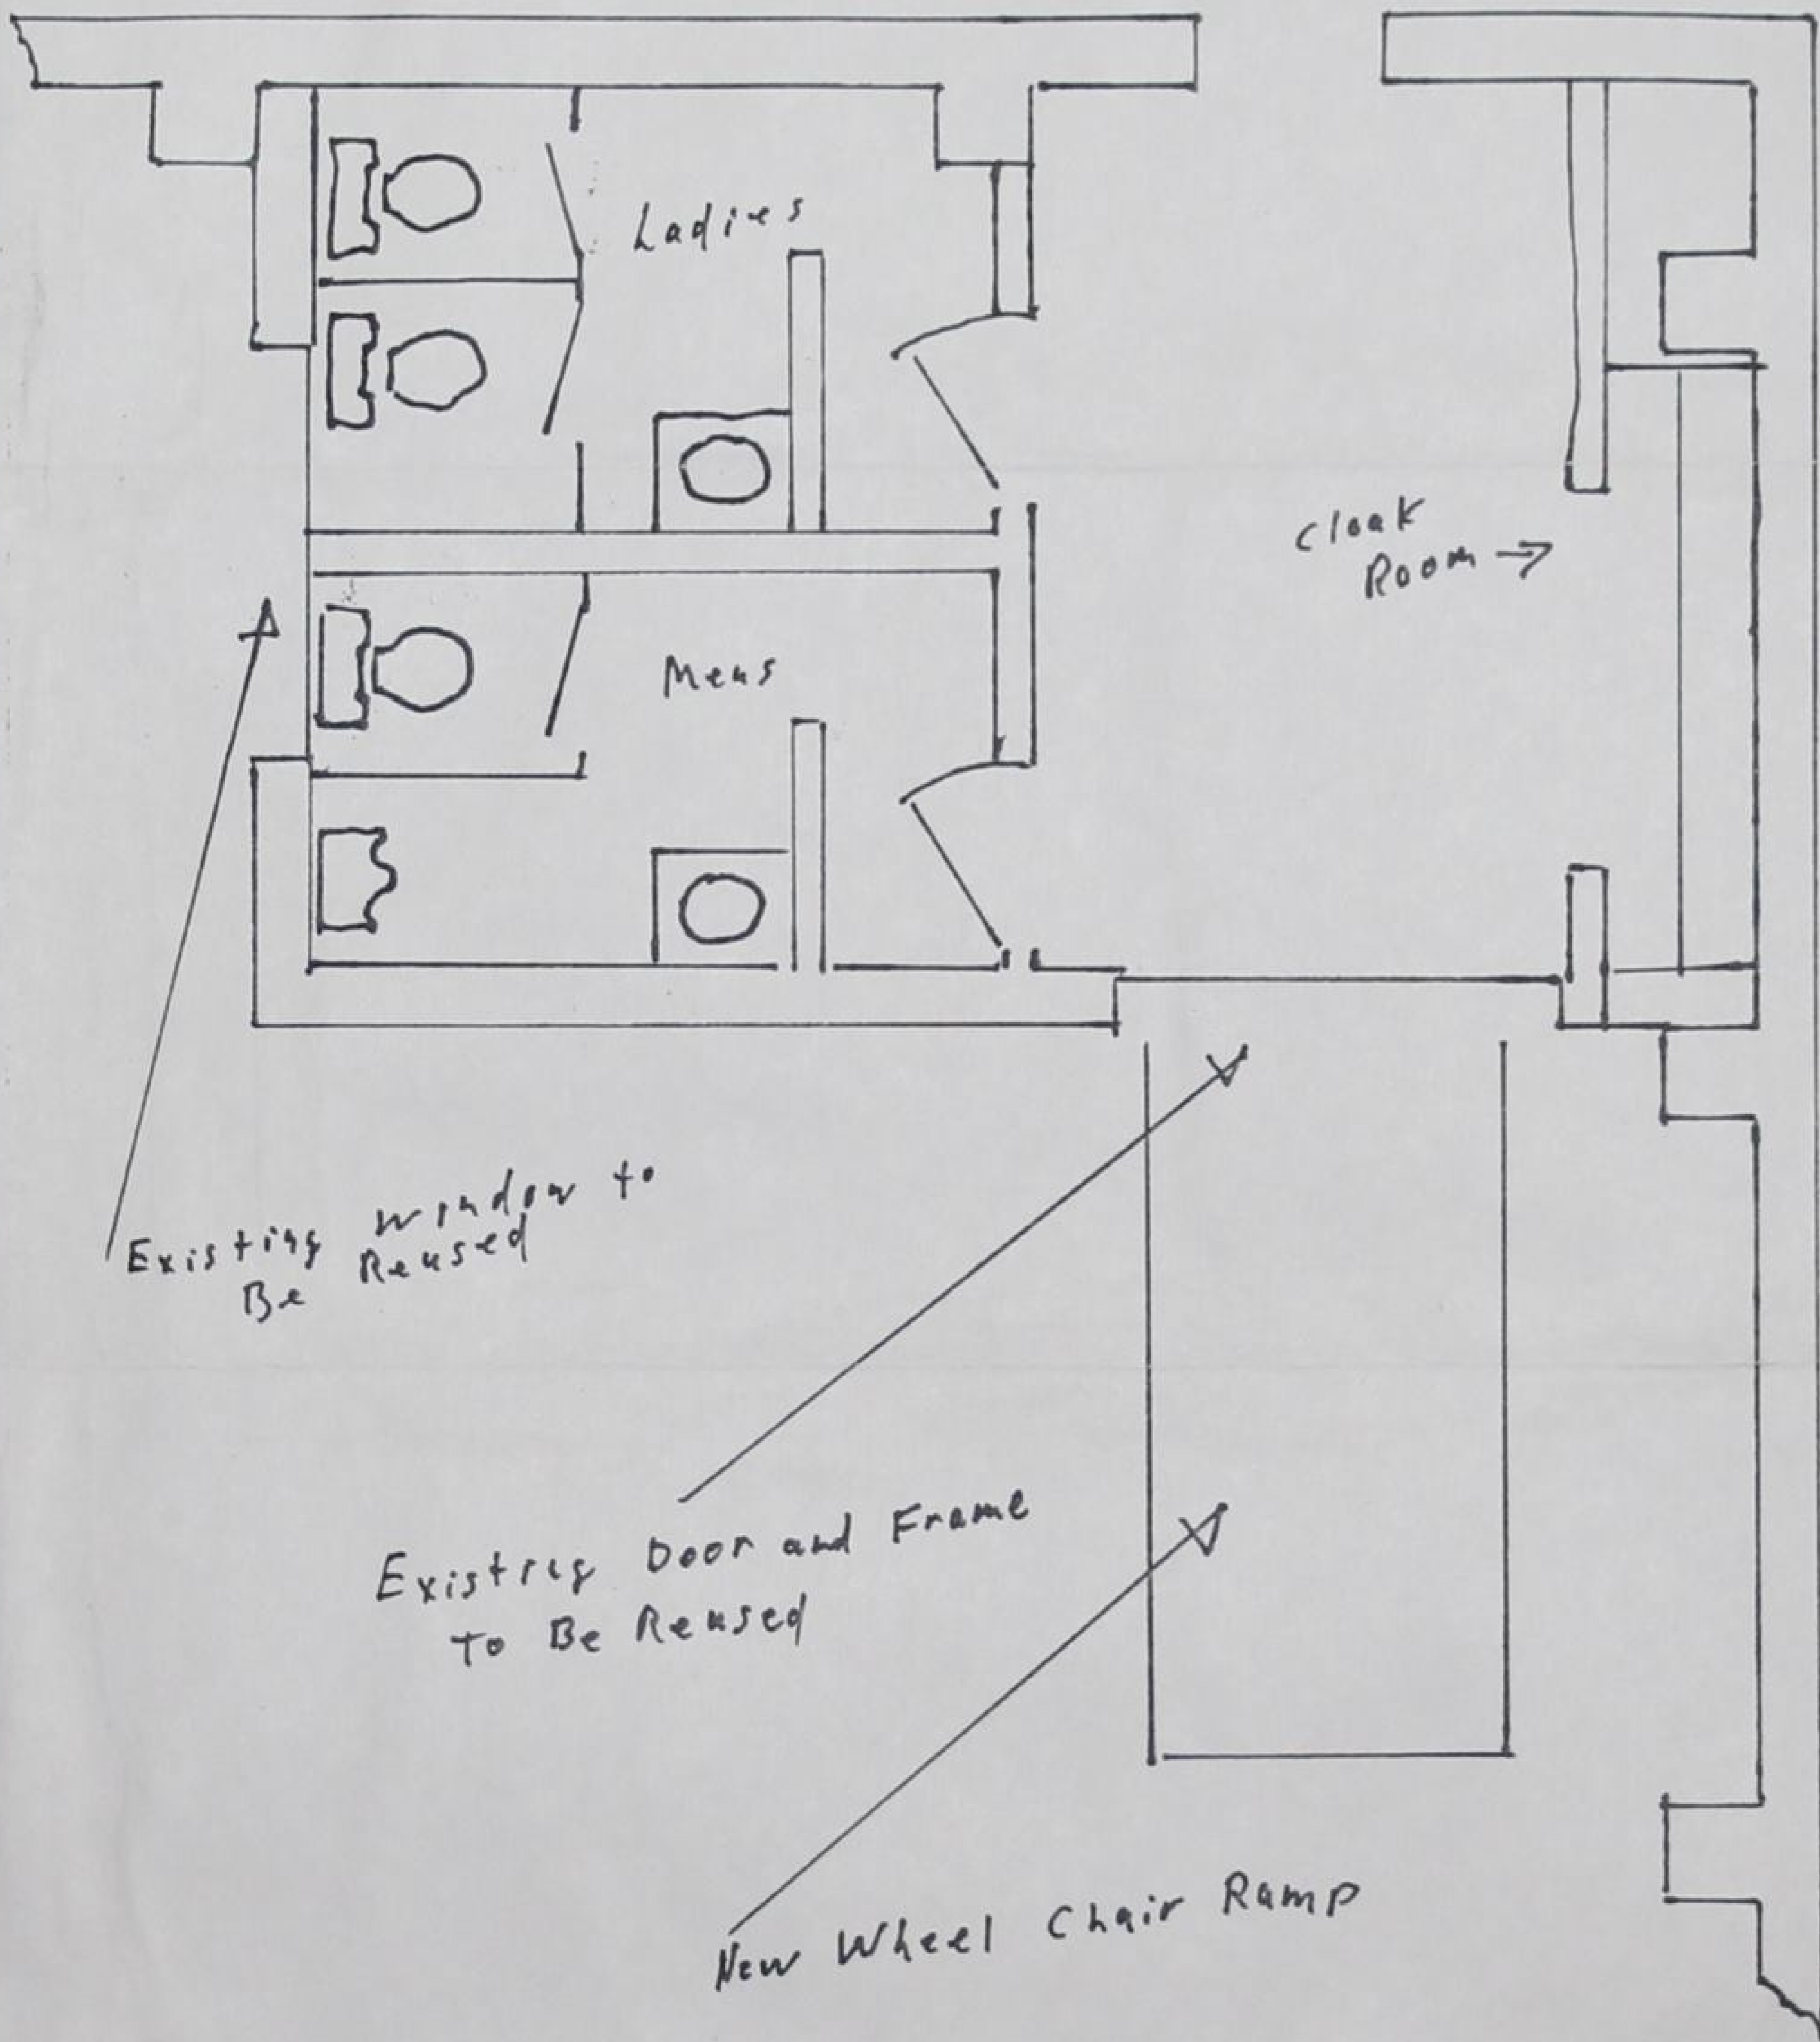 Ladies
Cloak
Room →
Mens
Existing Window to
Be Reused
Existing Door and Frame
To Be Reused
New Wheel Chair Ramp